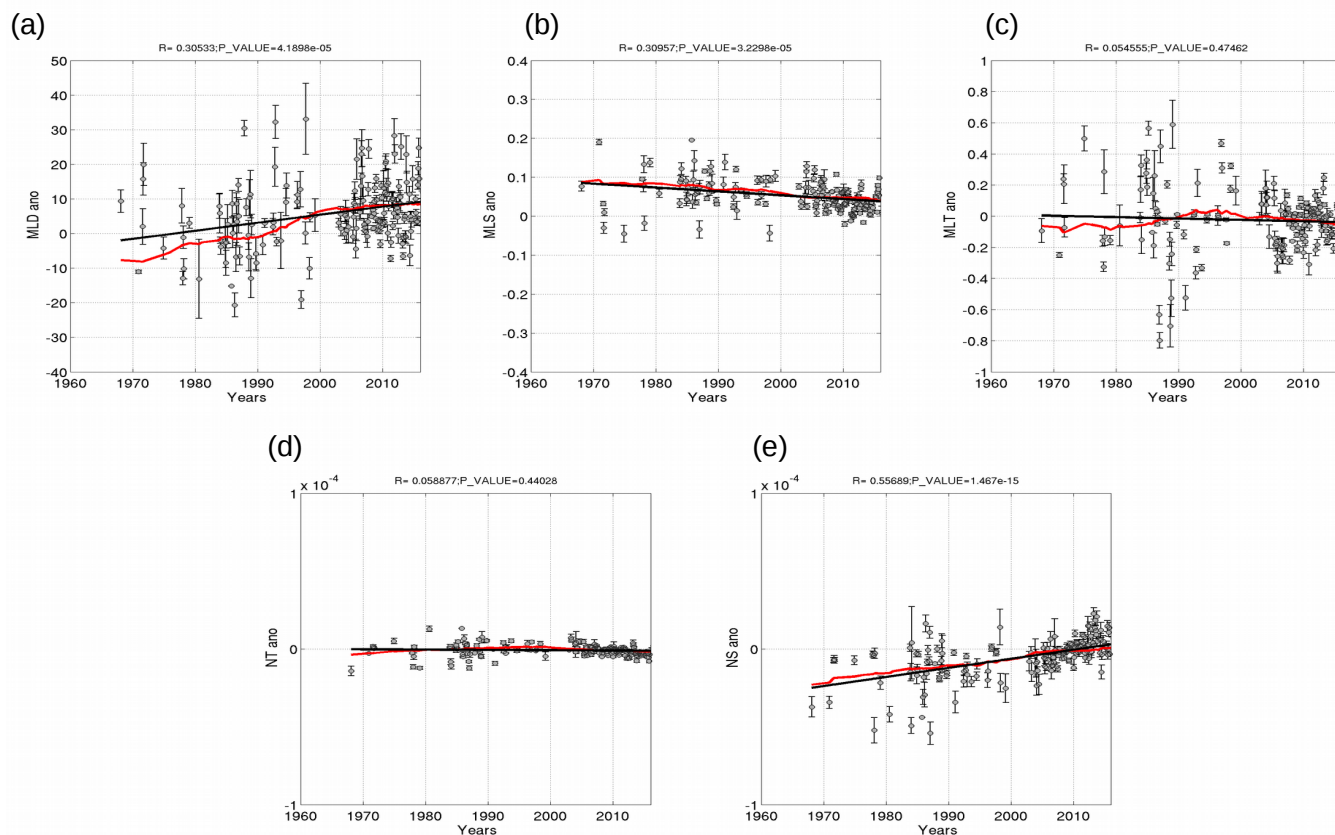 (a)
R= 0.30533;P_VALUE=4.1898e-05
50
40
30
20
10
0
-10
-20
-30
-40
MLD ano
1960 1970 1980 1990 2000 2010
Years
(b)
R= 0.30957;P_VALUE=3.2298e-05
0.4
0.3
0.2
0.1
0
-0.1
-0.2
-0.3
-0.4
MLS ano
1960 1970 1980 1990 2000 2010
Years
(c)
R= 0.054555;P_VALUE=0.47462
1
0.8
0.6
0.4
0.2
0
-0.2
-0.4
-0.6
-0.8
-1
MLT ano
1960 1970 1980 1990 2000 2010
Years
(d)
R= 0.058877;P_VALUE=0.44028
x 10-4
1
0
-1
NT ano
1960 1970 1980 1990 2000 2010
Years
(e)
R= 0.55689;P_VALUE=1.467e-15
x 10-4
1
0
-1
NS ano
1960 1970 1980 1990 2000 2010
Years